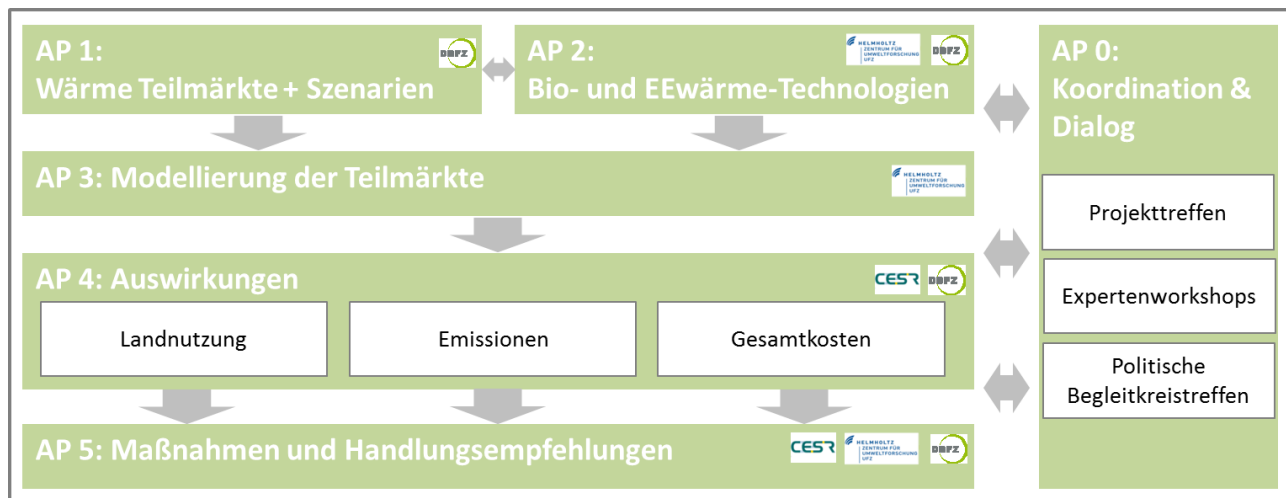 AP 1:
Wärme Teilmärkte + Szenarien
DBFZ
AP 2:
Bio- und EEwärme-Technologien
HELMHOLTZ
ZENTRUM FÜR
UMWELTFORSCHUNG
UFZ
DBFZ
AP 3: Modellierung der Teilmärkte
HELMHOLTZ
ZENTRUM FÜR
UMWELTFORSCHUNG
UFZ
AP 4: Auswirkungen
CESR
DBFZ
Landnutzung
Emissionen
Gesamtkosten
AP 5: Maßnahmen und Handlungsempfehlungen
CESR
HELMHOLTZ
ZENTRUM FÜR
UMWELTFORSCHUNG
UFZ
DBFZ
AP 0:
Koordination &
Dialog
Projekttreffen
Expertenworkshops
Politische
Begleitkreistreffen